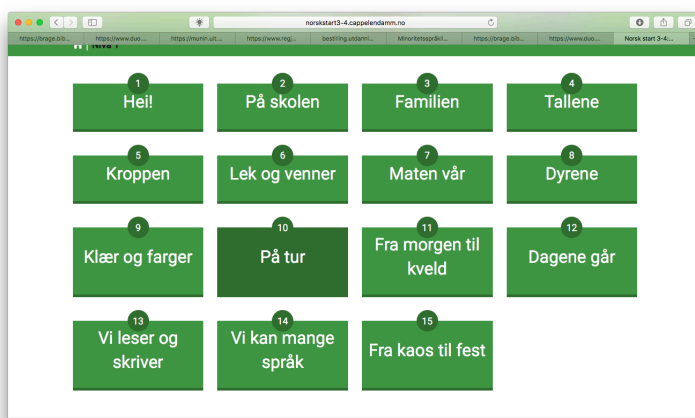 norskstart3-4.cappelendamm.no
https://brage.bib... https://www.duo.... https://munin.uit.... https://www.regj... bestilling.utdanni... Minoritetsspråkli... https://brage.bib... https://www.duo.... Norsk start 3-4:...
Nivå 1
1 2 3 4
Hei! På skolen Familien Tallene
5 6 7 8
Kroppen Lek og venner Maten vår Dyrene
9 10 11 12
Klær og farger På tur Fra morgen til kveld Dagene går
13 14 15
Vi leser og skriver Vi kan mange språk Fra kaos til fest